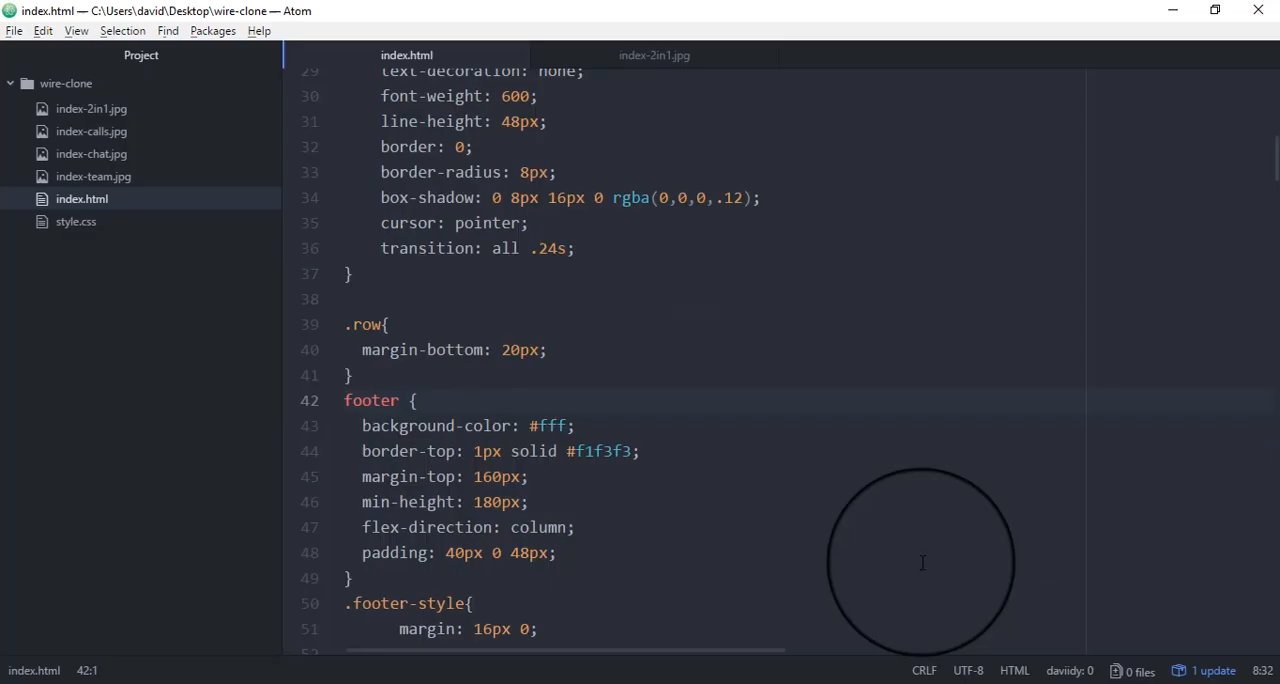 index.html — C:\Users\david\Desktop\wire-clone — Atom
File Edit View Selection Find Packages Help
Project
index.html
index-2in1.jpg
wire-clone
index-2in1.jpg
index-calls.jpg
index-chat.jpg
index-team.jpg
index.html
style.css
29 text-decoration: none;
30 font-weight: 600;
31 line-height: 48px;
32 border: 0;
33 border-radius: 8px;
34 box-shadow: 0 8px 16px 0 rgba(0,0,0,.12);
35 cursor: pointer;
36 transition: all .24s;
37 }
38
39 .row{
40 margin-bottom: 20px;
41 }
42 footer {
43 background-color: #fff;
44 border-top: 1px solid #f1f3f3;
45 margin-top: 160px;
46 min-height: 180px;
47 flex-direction: column;
48 padding: 40px 0 48px;
49 }
50 .footer-style{
51 margin: 16px 0;
52
index.html 42:1 CRLF UTF-8 HTML daviidy: 0 0 files 1 update 8:32